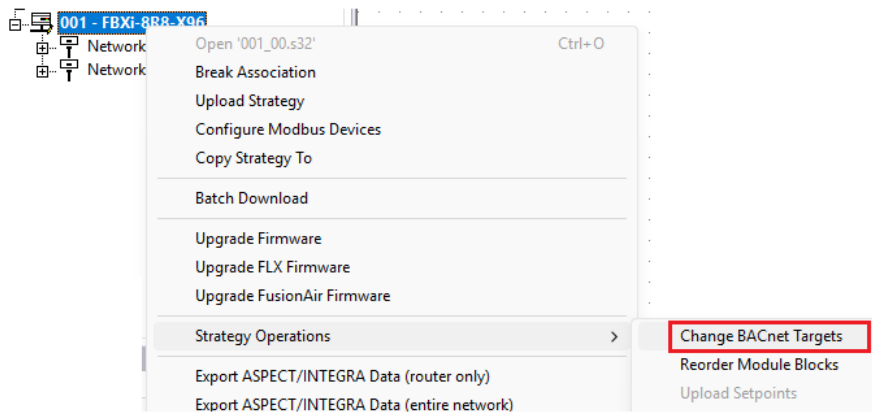 001 - FBXi-8R8-X96
Network
Network
Open '001_00.s32' Ctrl+O
Break Association
Upload Strategy
Configure Modbus Devices
Copy Strategy To
Batch Download
Upgrade Firmware
Upgrade FLX Firmware
Upgrade FusionAir Firmware
Strategy Operations
Change BACnet Targets
Reorder Module Blocks
Upload Setpoints
Export ASPECT/INTEGRA Data (router only)
Export ASPECT/INTEGRA Data (entire network)